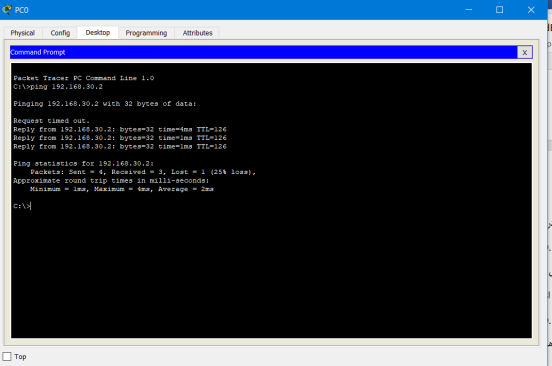 PC0
Physical Config Desktop Programming Attributes
Command Prompt
X
Packet Tracer PC Command Line 1.0
C:\>ping 192.168.30.2
Pinging 192.168.30.2 with 32 bytes of data:
Request timed out.
Reply from 192.168.30.2: bytes=32 time=4ms TTL=126
Reply from 192.168.30.2: bytes=32 time=1ms TTL=126
Reply from 192.168.30.2: bytes=32 time=1ms TTL=126
Ping statistics for 192.168.30.2:
Packets: Sent = 4, Received = 3, Lost = 1 (25% loss),
Approximate round trip times in milli-seconds:
Minimum = 1ms, Maximum = 4ms, Average = 2ms
C:\>
Top